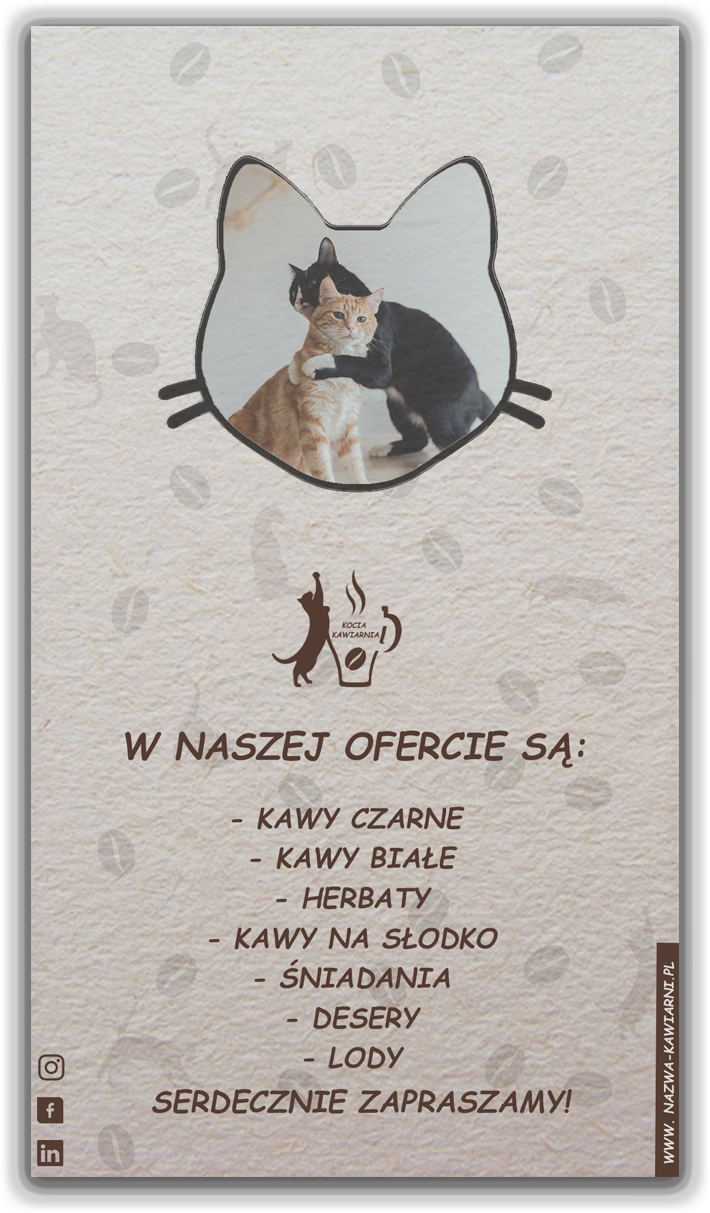 KOCIA
KAWIARNIA
W NASZEJ OFERCIE SĄ:
- KAWY CZARNE
- KAWY BIAŁE
- HERBATY
- KAWY NA SŁODKO
- ŚNIADANIA
- DESERY
- LODY
SERDECZNIE ZAPRASZAMY!
WWW. NAZWA-KAWIARNI.PL